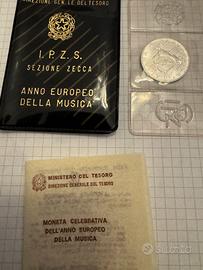 DIREZIONE GEN.LE DEL TESORO
I.P.Z.S.
SEZIONE ZECCA
ANNO EUROPEO
DELLA MUSICA
MINISTERO DEL TESORO
DIREZIONE GENERALE DEL TESORO
MONETA CELEBRATIVA
DELL'ANNO EUROPEO
DELLA MUSICA
subito